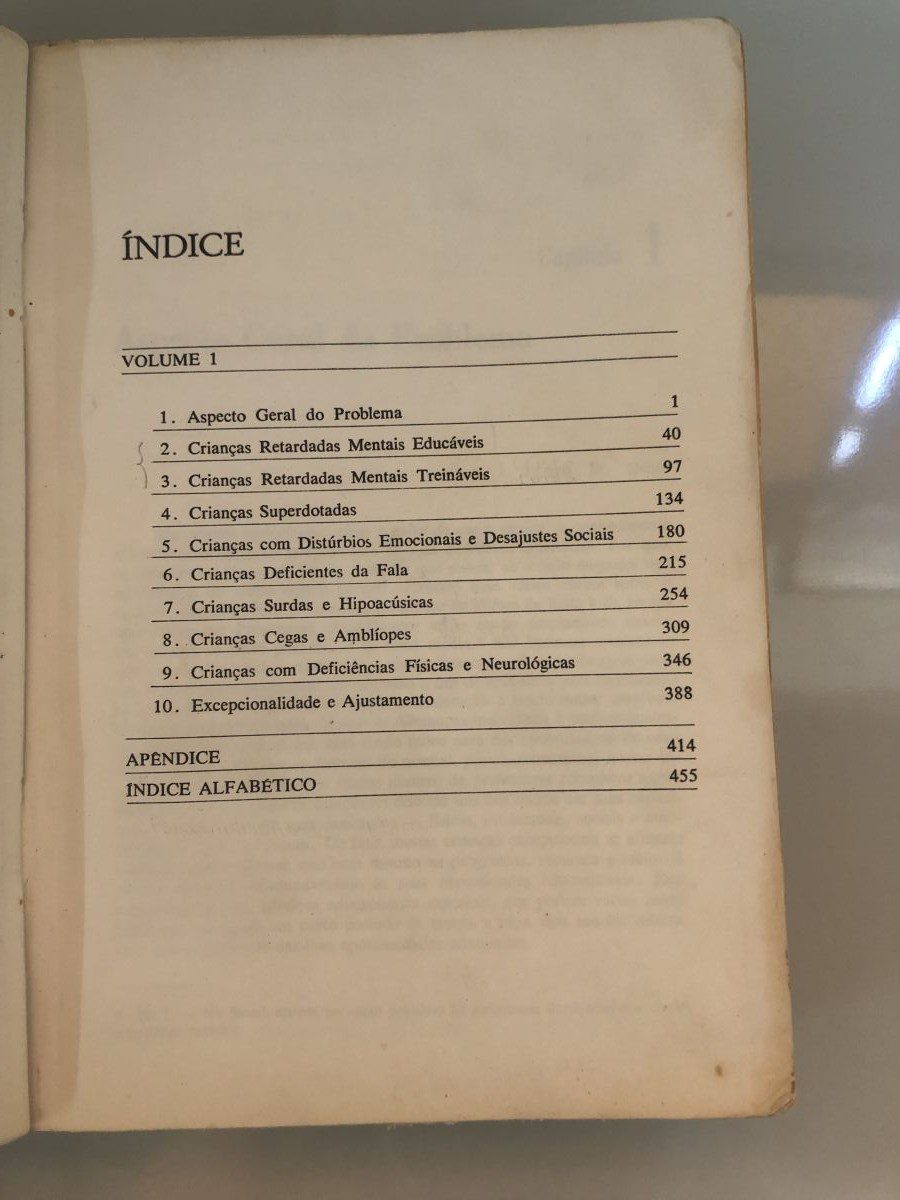 ÍNDICE
VOLUME 1
1. Aspecto Geral do Problema 1
2. Crianças Retardadas Mentais Educáveis 40
3. Crianças Retardadas Mentais Treináveis 97
4. Crianças Superdotadas 134
5. Crianças com Distúrbios Emocionais e Desajustes Sociais 180
6. Crianças Deficientes da Fala 215
7. Crianças Surdas e Hipoacúsicas 254
8. Crianças Cegas e Amblíopes 309
9. Crianças com Deficiências Físicas e Neurológicas 346
10. Excepcionalidade e Ajustamento 388
APÊNDICE 414
ÍNDICE ALFABÉTICO 455